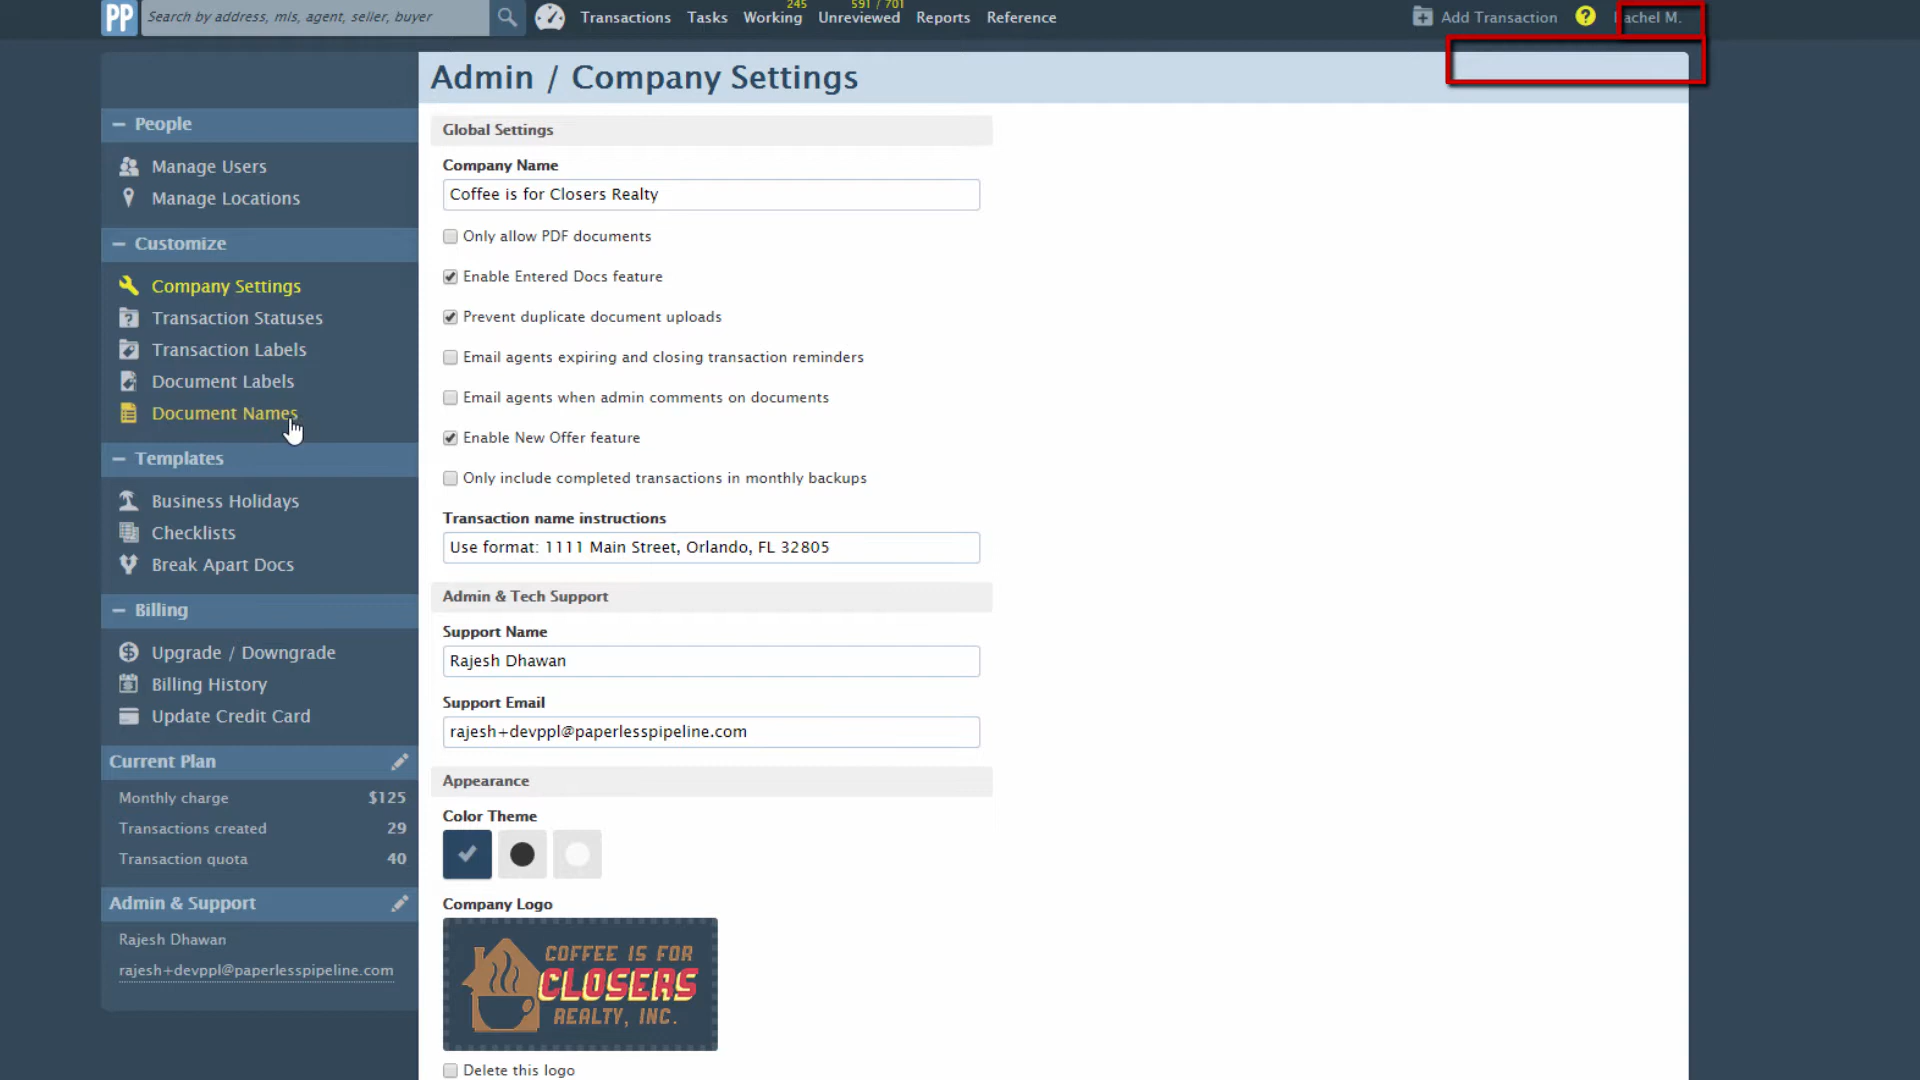 PP Search by address, mls, agent, seller, buyer Transactions Tasks Working 245 Unreviewed 591 / 701 Reports Reference Add Transaction ? achel M.
Admin / Company Settings
People
Manage Users
Manage Locations
Customize
Company Settings
Transaction Statuses
Transaction Labels
Document Labels
Document Names
Templates
Business Holidays
Checklists
Break Apart Docs
Billing
Upgrade / Downgrade
Billing History
Update Credit Card
Current Plan
Monthly charge $125
Transactions created 29
Transaction quota 40
Admin & Support
Rajesh Dhawan
rajesh+devppl@paperlesspipeline.com
Global Settings
Company Name
Coffee is for Closers Realty
Only allow PDF documents
Enable Entered Docs feature
Prevent duplicate document uploads
Email agents expiring and closing transaction reminders
Email agents when admin comments on documents
Enable New Offer feature
Only include completed transactions in monthly backups
Transaction name instructions
Use format: 1111 Main Street, Orlando, FL 32805
Admin & Tech Support
Support Name
Rajesh Dhawan
Support Email
rajesh+devppl@paperlesspipeline.com
Appearance
Color Theme
Company Logo
COFFEE IS FOR
CLOSERS
REALTY, INC.
Delete this logo